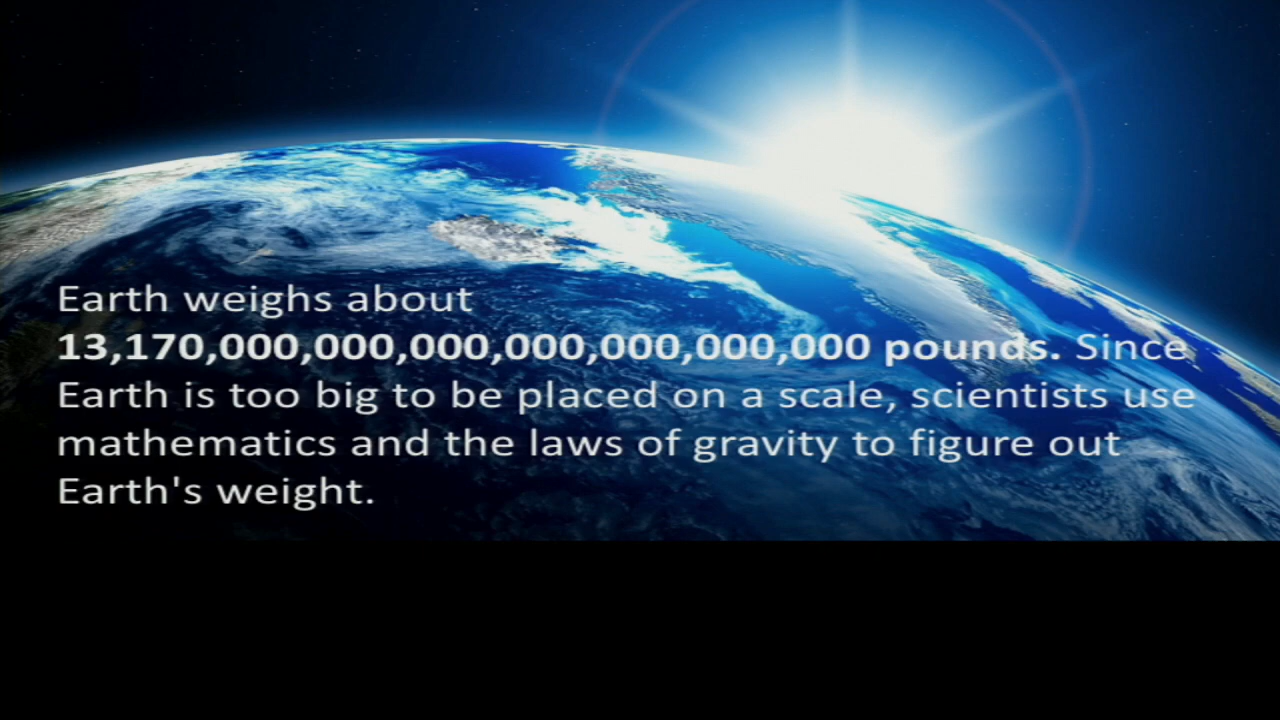 Earth weighs about
13,170,000,000,000,000,000,000,000 pounds. Since
Earth is too big to be placed on a scale, scientists use
mathematics and the laws of gravity to figure out
Earth's weight.